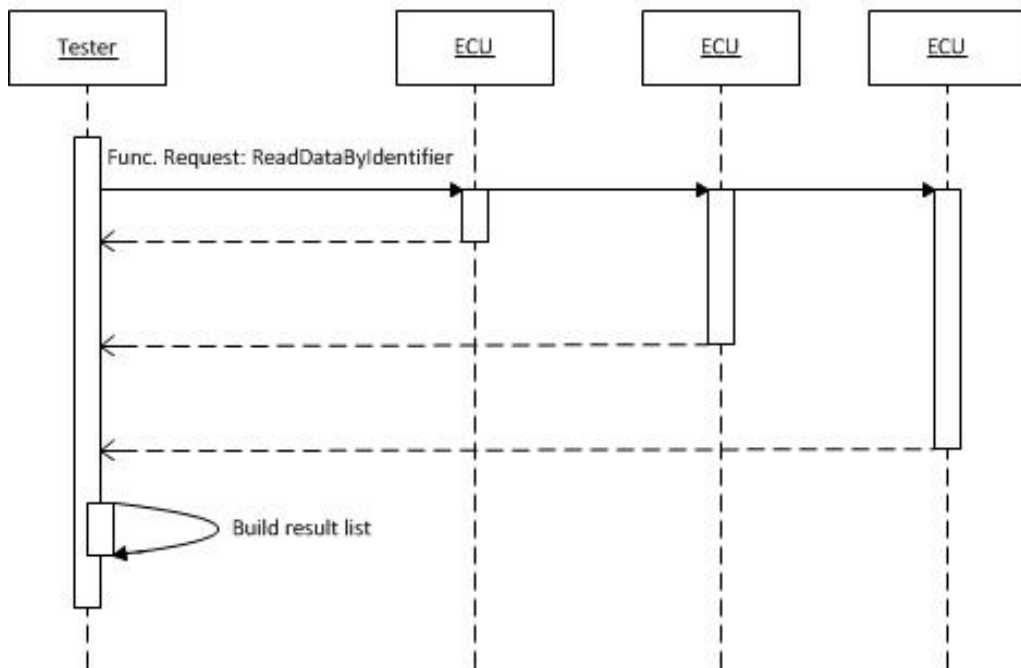 Tester
ECU
ECU
ECU
Func. Request: ReadDataByIdentifier
Build result list